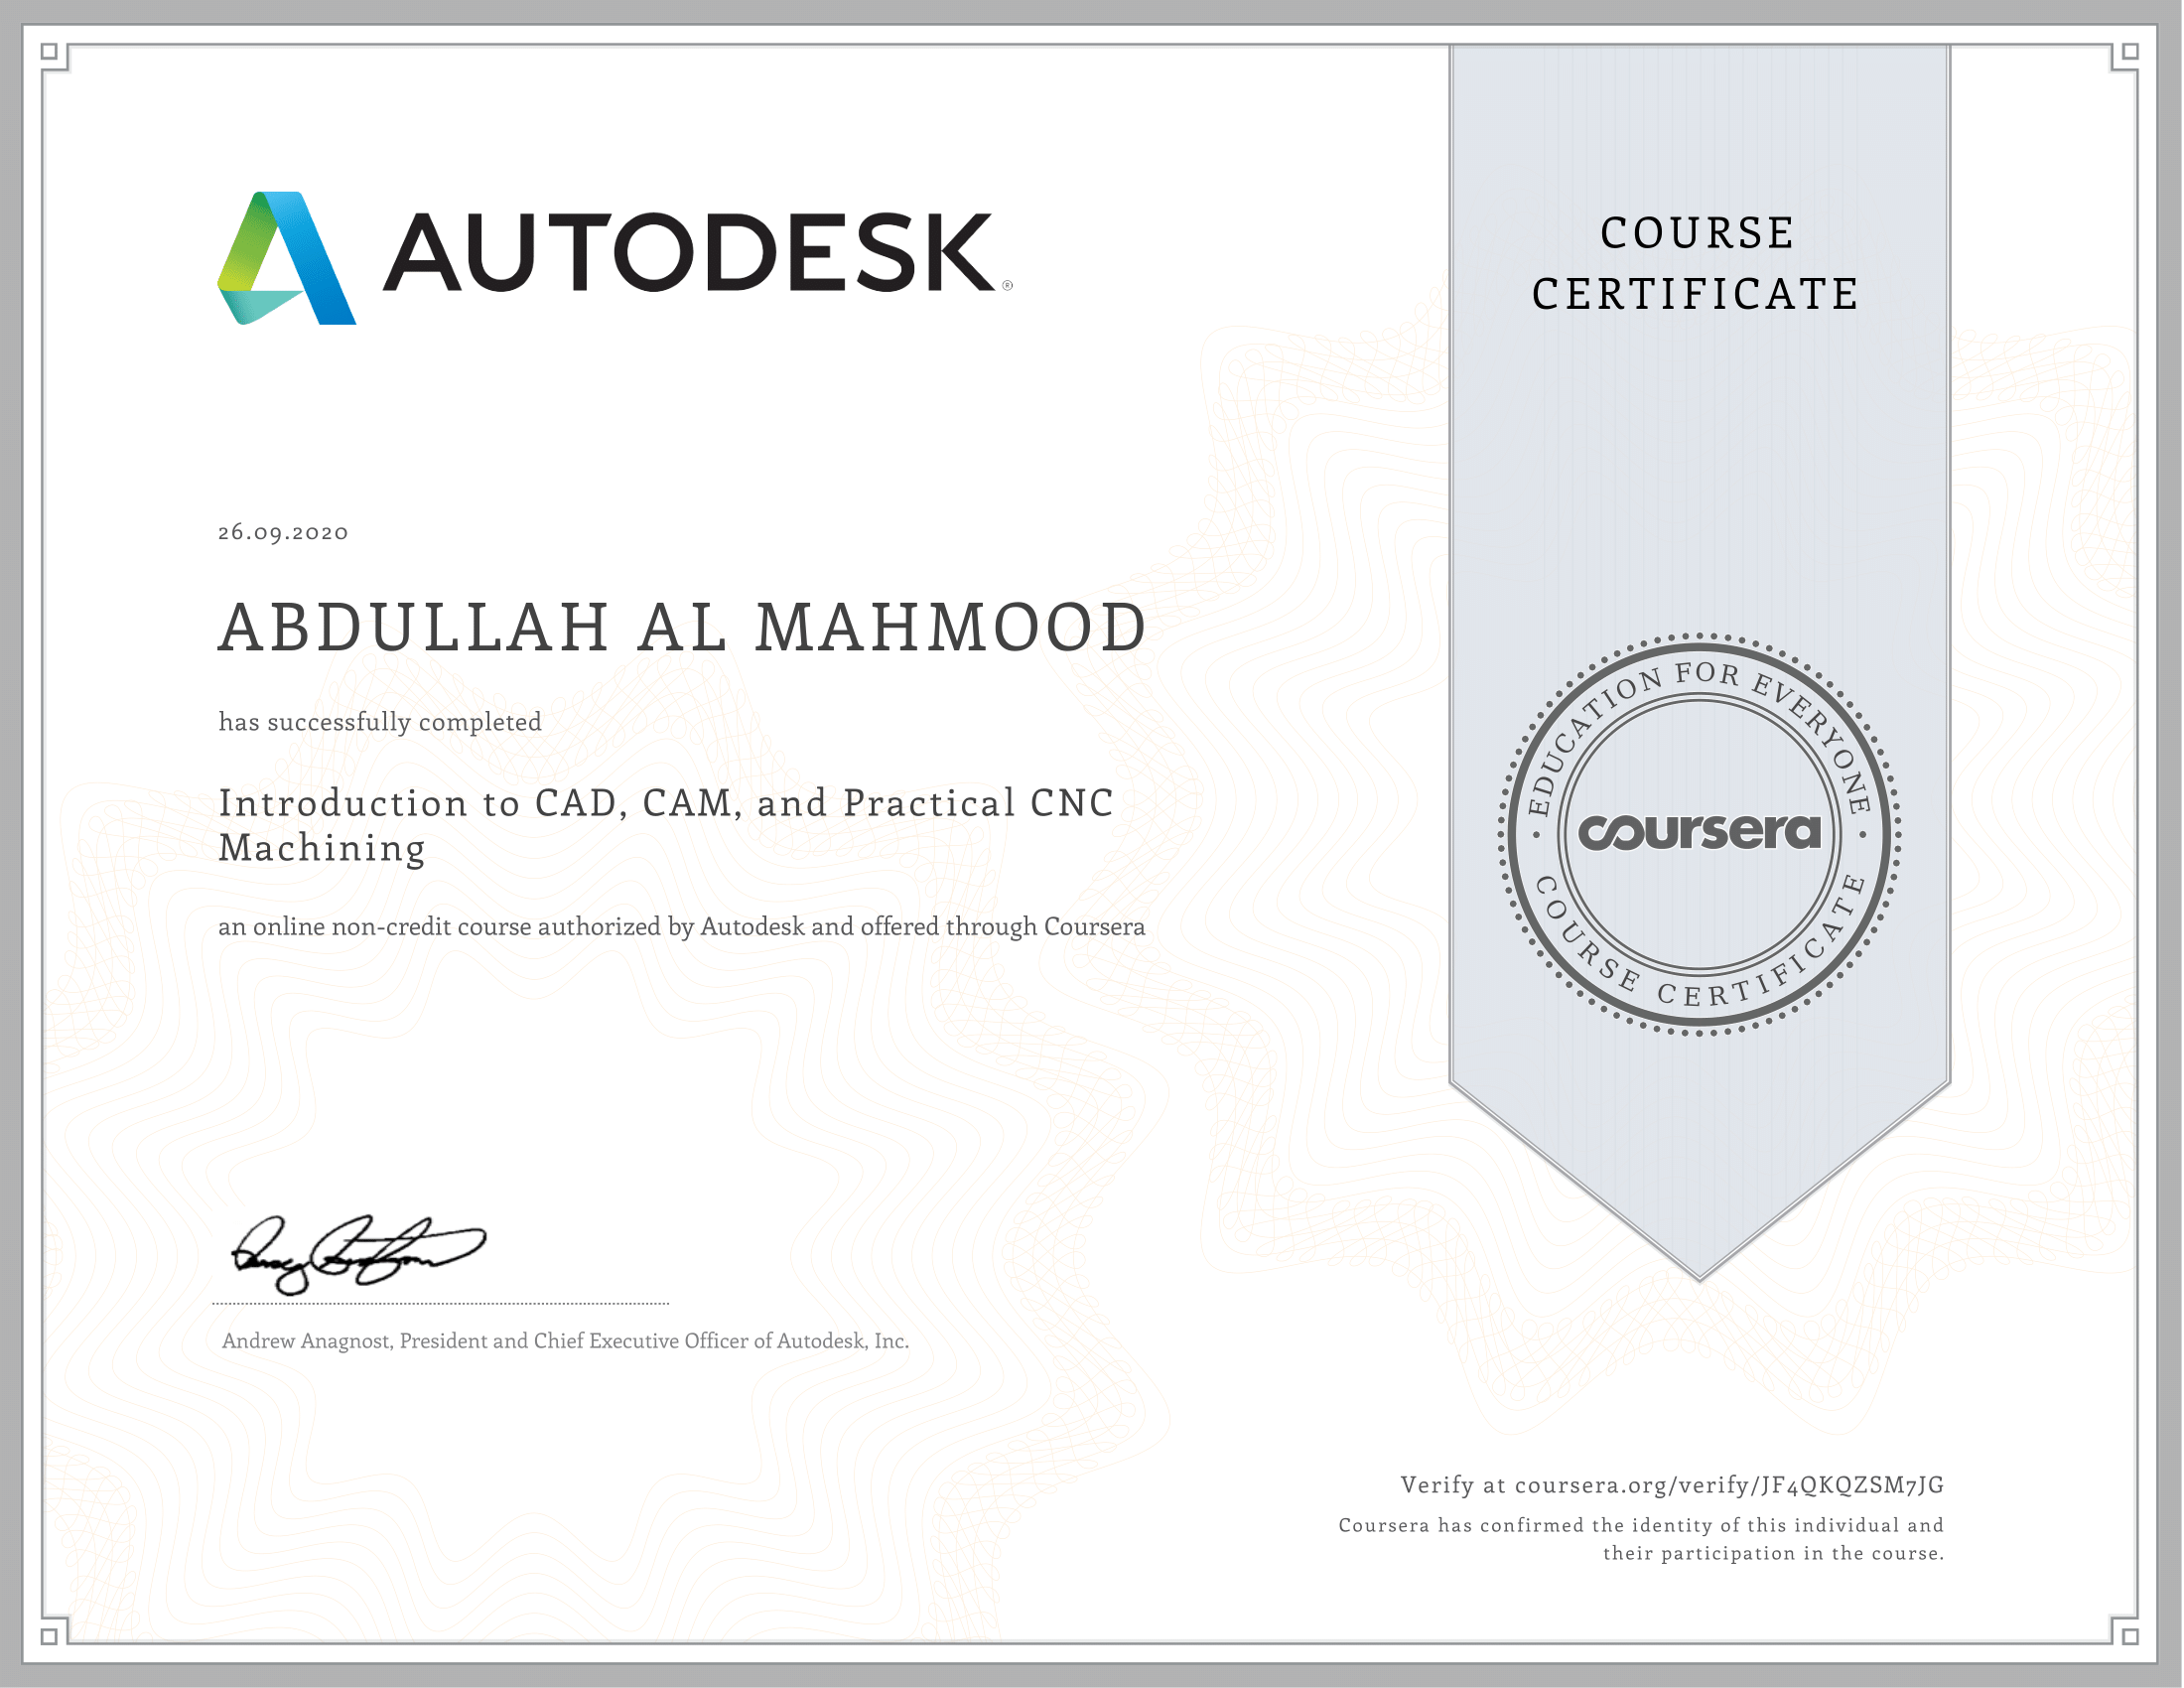 AUTODESK®
COURSE
CERTIFICATE
26.09.2020
ABDULLAH AL MAHMOOD
has successfully completed
Introduction to CAD, CAM, and Practical CNC
Machining
an online non-credit course authorized by Autodesk and offered through Coursera
EDUCATION FOR EVERYONE
coursera
COURSE CERTIFICATE
Andrew Anagnost, President and Chief Executive Officer of Autodesk, Inc.
Verify at coursera.org/verify/JF4QKQZSM7JG
Coursera has confirmed the identity of this individual and
their participation in the course.